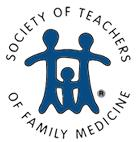 SOCIETY OF TEACHERS
OF FAMILY MEDICINE
®